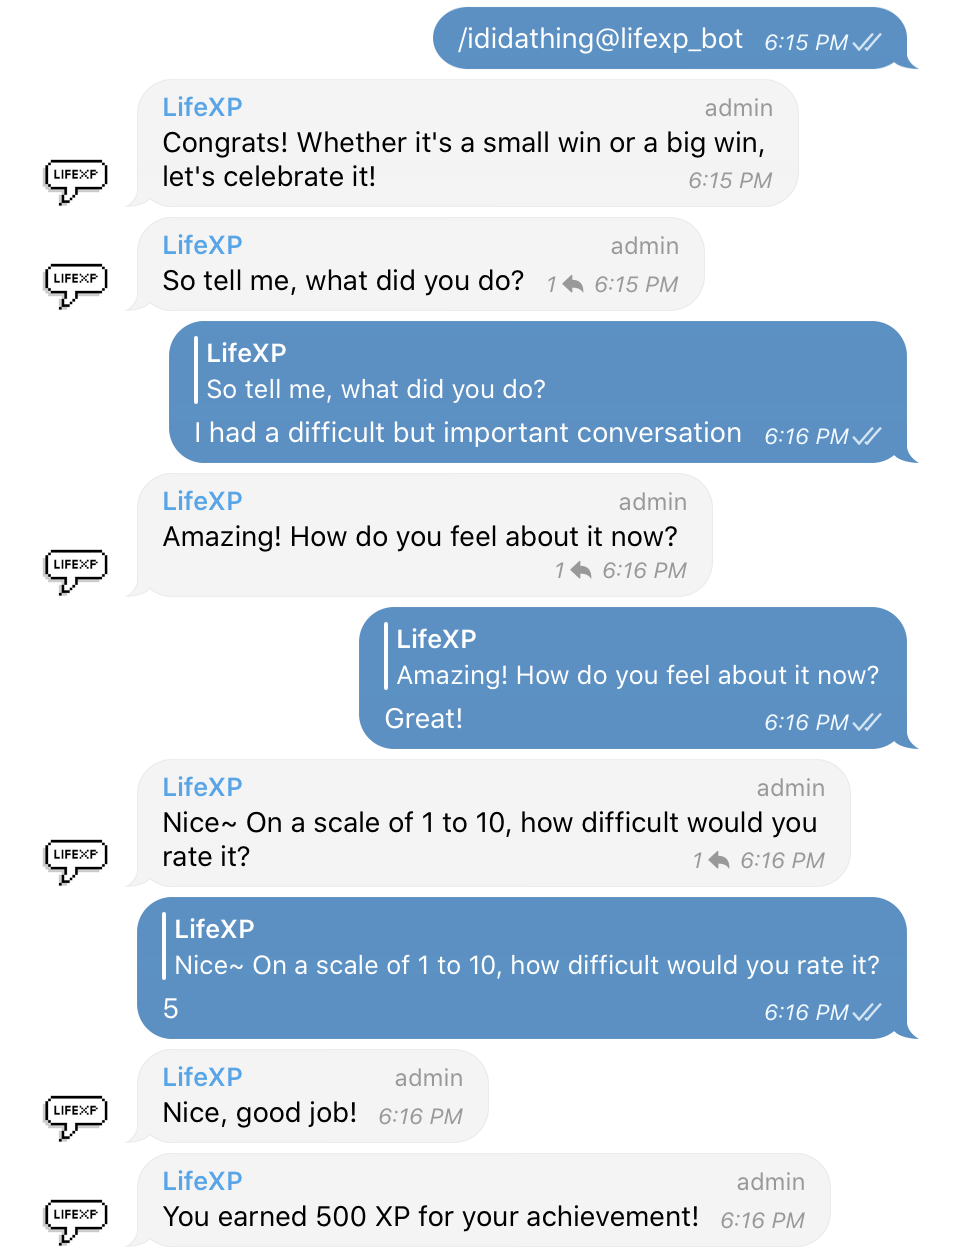 /ididathing@lifexp_bot 6:15 PM
LifeXP admin
Congrats! Whether it's a small win or a big win,
let's celebrate it! 6:15 PM
LIFEXP
LifeXP admin
So tell me, what did you do? 1 6:15 PM
LIFEXP
LifeXP
So tell me, what did you do?
I had a difficult but important conversation 6:16 PM
LifeXP admin
Amazing! How do you feel about it now?
1 6:16 PM
LIFEXP
LifeXP
Amazing! How do you feel about it now?
Great! 6:16 PM
LifeXP admin
Nice~ On a scale of 1 to 10, how difficult would you
rate it? 1 6:16 PM
LIFEXP
LifeXP
Nice~ On a scale of 1 to 10, how difficult would you rate it?
5 6:16 PM
LifeXP admin
Nice, good job! 6:16 PM
LIFEXP
LifeXP admin
You earned 500 XP for your achievement! 6:16 PM
LIFEXP